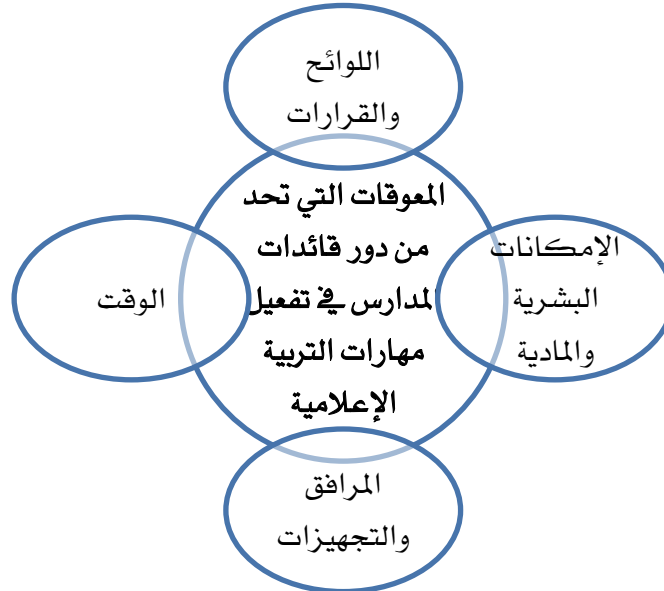 اللوائح
والقرارات
المعوقات التي تحد
من دور قائدات
المدارس في تفعيل
مهارات التربية
الإعلامية
الإمكانات
البشرية
والمادية
الوقت
المرافق
والتجهيزات